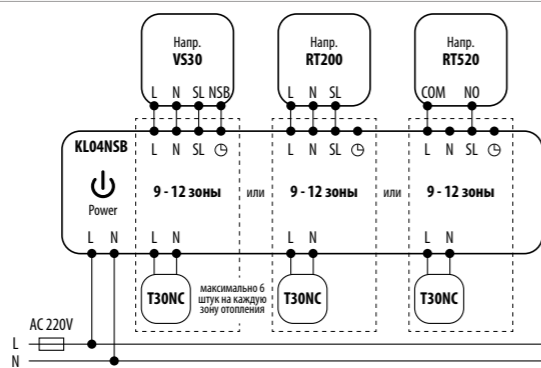 Напр.
VS30
Напр.
RT200
Напр.
RT520
L N SL NSB
L N SL
COM NO
KL04NSB
L N SL
L N SL
L N SL
Power
9 - 12 зоны
или
9 - 12 зоны
или
9 - 12 зоны
L N
L N
L N
L N
T30NC
максимально 6
штук на каждую
зону отопления
T30NC
T30NC
AC 220V
L
N